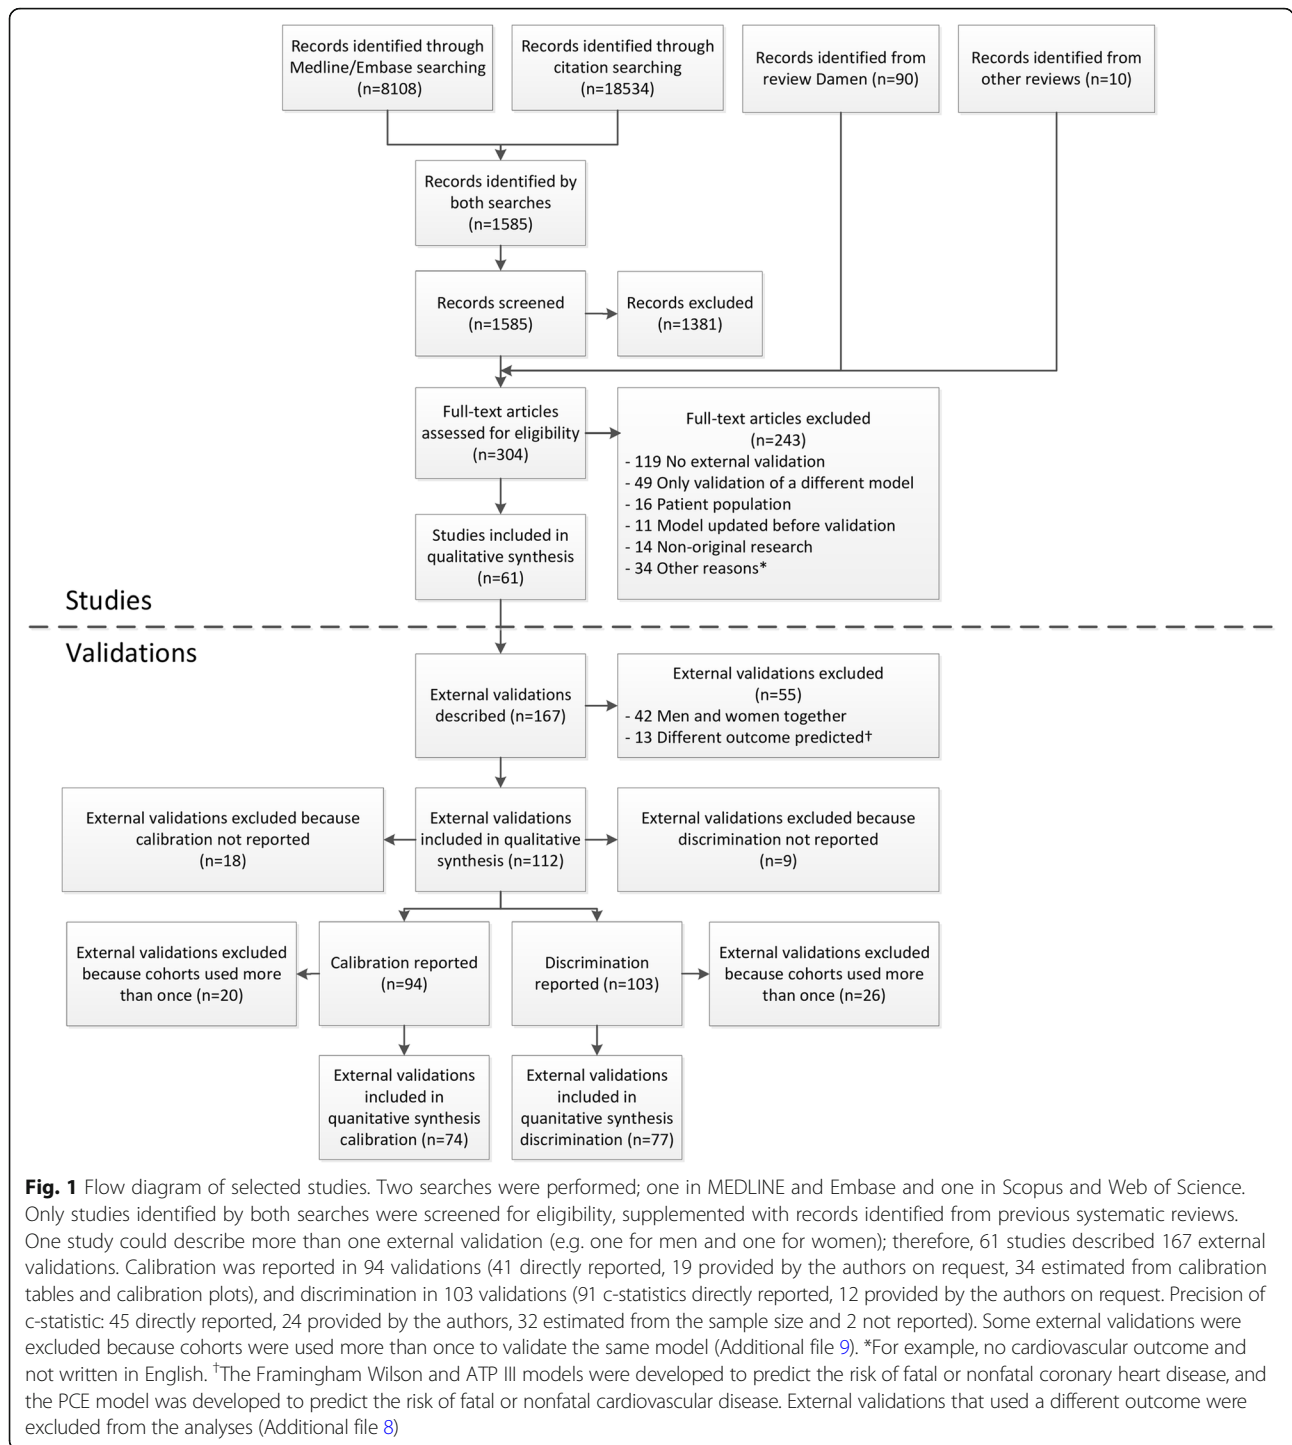 Records identified through
Medline/Embase searching
(n=8108)
Records identified through
citation searching
(n=18534)
Records identified from
review Damen (n=90)
Records identified from
other reviews (n=10)
Records identified by
both searches
(n=1585)
Records screened
(n=1585)
Records excluded
(n=1381)
Full-text articles
assessed for eligibility
(n=304)
Full-text articles excluded
(n=243)
- 119 No external validation
- 49 Only validation of a different model
- 16 Patient population
- 11 Model updated before validation
- 14 Non-original research
- 34 Other reasons*
Studies included in
qualitative synthesis
(n=61)
Studies
Validations
External validations
described (n=167)
External validations excluded
(n=55)
- 42 Men and women together
- 13 Different outcome predicted†
External validations excluded because
calibration not reported
(n=18)
External validations
included in qualitative
synthesis (n=112)
External validations excluded because
discrimination not reported
(n=9)
External validations excluded
because cohorts used more
than once (n=20)
Calibration reported
(n=94)
Discrimination
reported (n=103)
External validations excluded
because cohorts used more
than once (n=26)
External validations
included in
quanitative synthesis
calibration (n=74)
External validations
included in
quanitative synthesis
discrimination (n=77)
Fig. 1 Flow diagram of selected studies. Two searches were performed; one in MEDLINE and Embase and one in Scopus and Web of Science.
Only studies identified by both searches were screened for eligibility, supplemented with records identified from previous systematic reviews.
One study could describe more than one external validation (e.g. one for men and one for women); therefore, 61 studies described 167 external
validations. Calibration was reported in 94 validations (41 directly reported, 19 provided by the authors on request, 34 estimated from calibration
tables and calibration plots), and discrimination in 103 validations (91 c-statistics directly reported, 12 provided by the authors on request. Precision of
c-statistic: 45 directly reported, 24 provided by the authors, 32 estimated from the sample size and 2 not reported). Some external validations were
excluded because cohorts were used more than once to validate the same model (Additional file 9). *For example, no cardiovascular outcome and
not written in English. †The Framingham Wilson and ATP III models were developed to predict the risk of fatal or nonfatal coronary heart disease, and
the PCE model was developed to predict the risk of fatal or nonfatal cardiovascular disease. External validations that used a different outcome were
excluded from the analyses (Additional file 8)